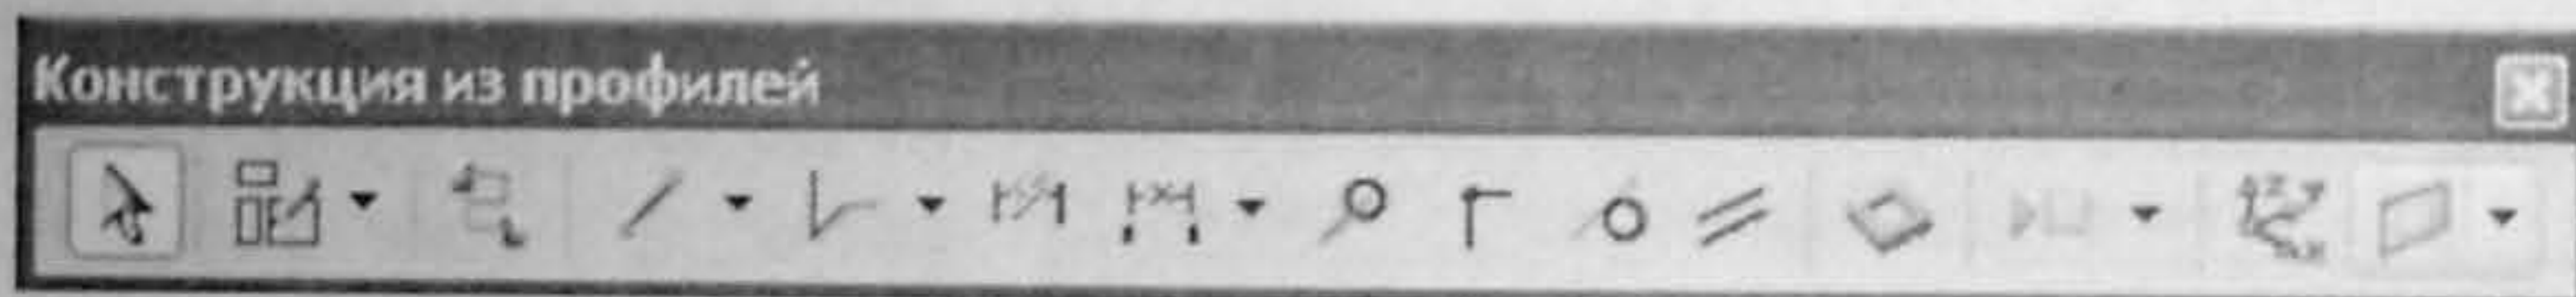 Конструкция из профилей